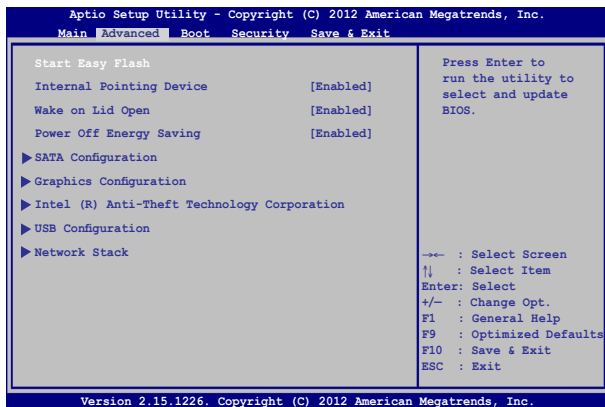 Aptio Setup Utility - Copyright (C) 2012 American Megatrends, Inc.
Main Advanced Boot Security Save & Exit
Start Easy Flash
Internal Pointing Device [Enabled]
Wake on Lid Open [Enabled]
Power Off Energy Saving [Enabled]
SATA Configuration
Graphics Configuration
Intel (R) Anti-Theft Technology Corporation
USB Configuration
Network Stack
Press Enter to
run the utility to
select and update
BIOS.
→← : Select Screen
↑↓ : Select Item
Enter: Select
+/— : Change Opt.
F1 : General Help
F9 : Optimized Defaults
F10 : Save & Exit
ESC : Exit
Version 2.15.1226. Copyright (C) 2012 American Megatrends, Inc.